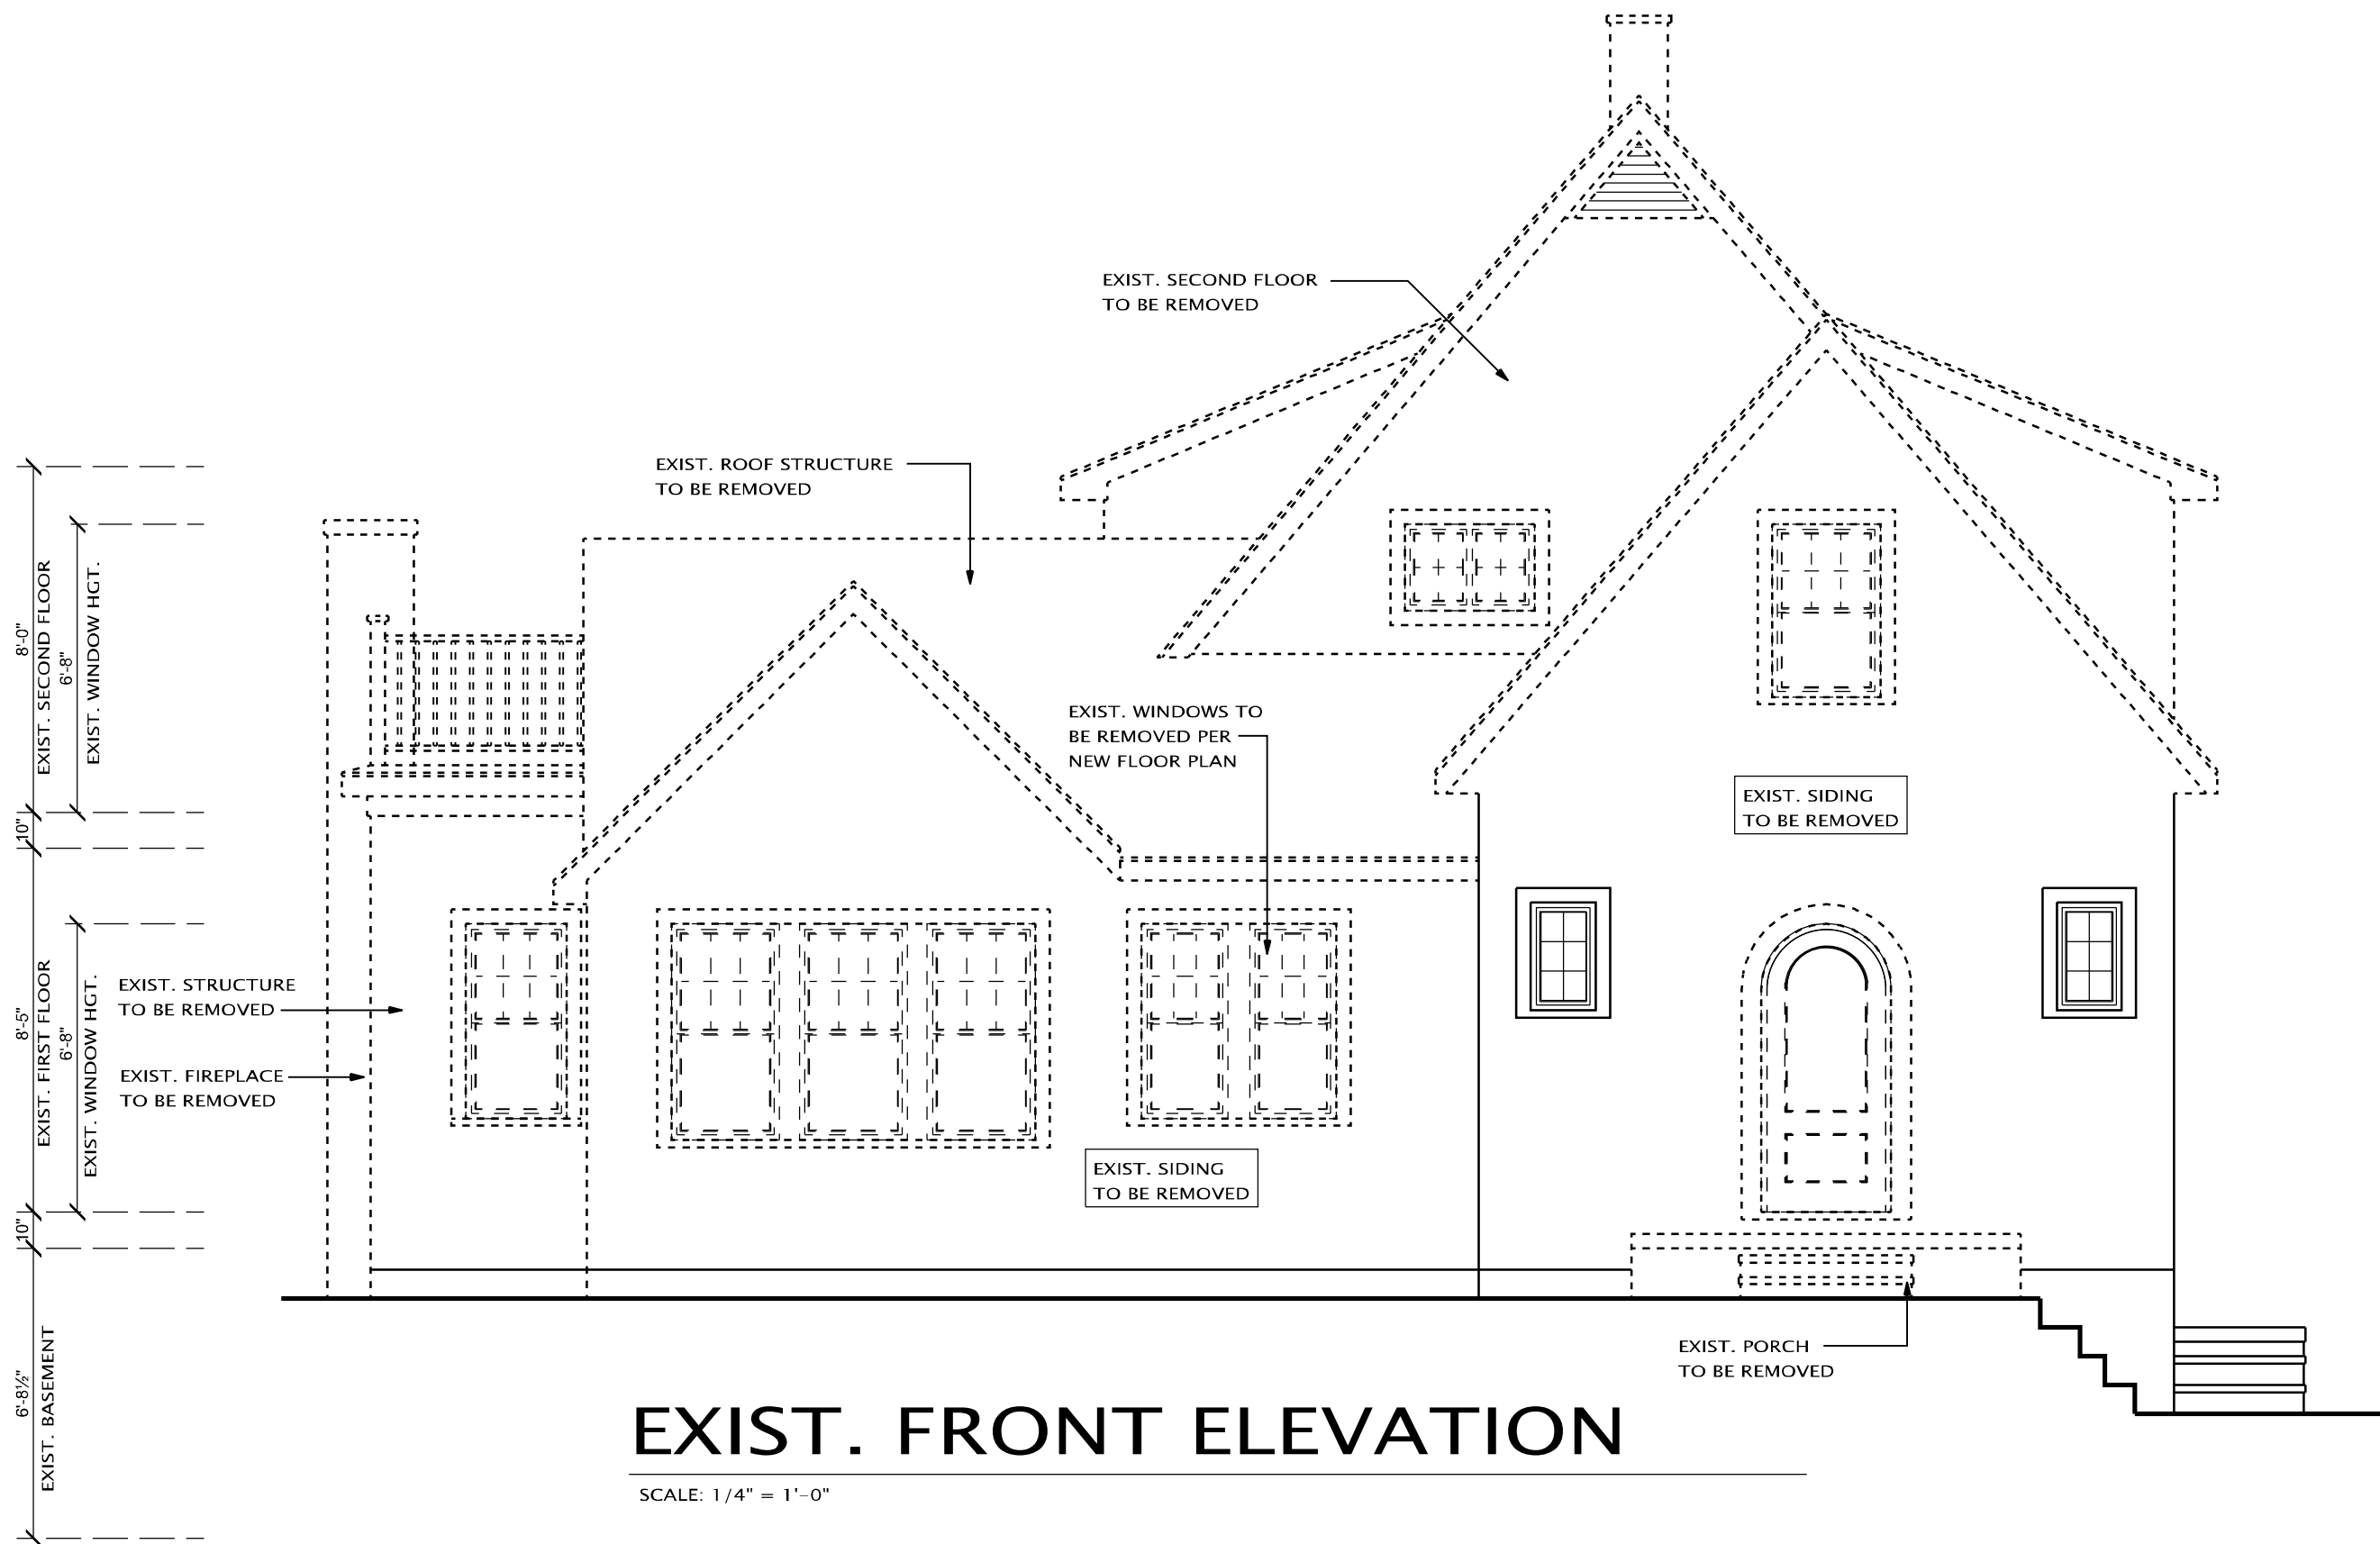 EXIST. SECOND FLOOR
TO BE REMOVED
EXIST. ROOF STRUCTURE
TO BE REMOVED
8'-0"
EXIST. SECOND FLOOR
6'-8"
EXIST. WINDOW HGT.
EXIST. WINDOWS TO
BE REMOVED PER
NEW FLOOR PLAN
EXIST. SIDING
TO BE REMOVED
10"
8'-5"
EXIST. FIRST FLOOR
6'-8"
EXIST. WINDOW HGT.
EXIST. STRUCTURE
TO BE REMOVED
EXIST. FIREPLACE
TO BE REMOVED
EXIST. SIDING
TO BE REMOVED
10"
6'-8½"
EXIST. BASEMENT
EXIST. PORCH
TO BE REMOVED
EXIST. FRONT ELEVATION
SCALE: 1/4" = 1'-0"